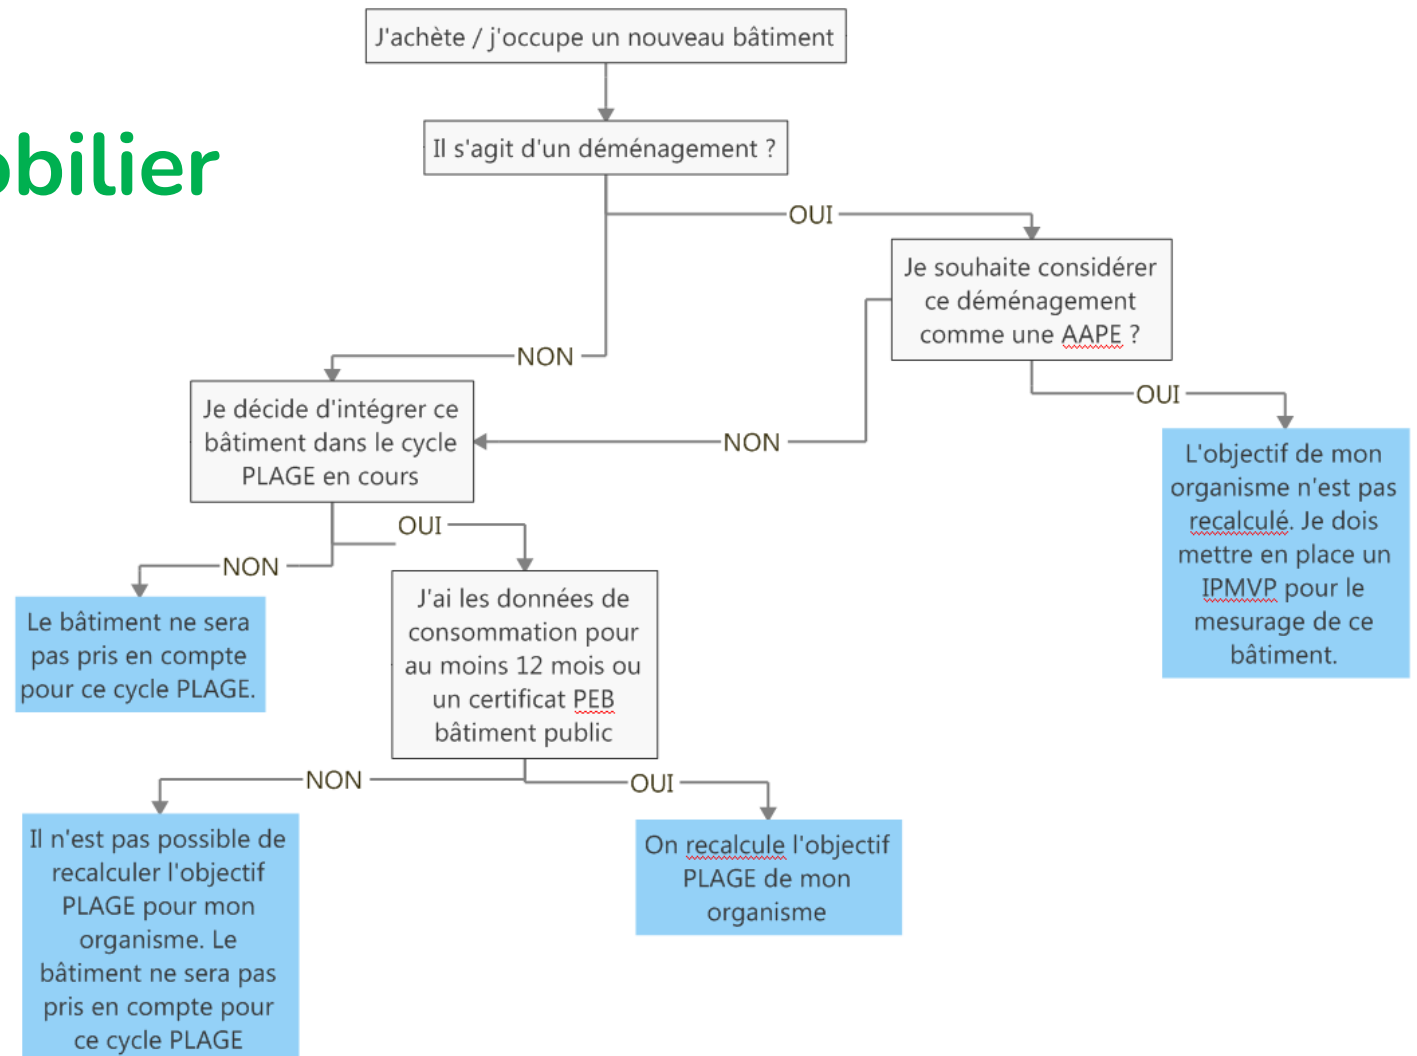 J'achète / j'occupe un nouveau bâtiment
obilier
Il s'agit d'un déménagement ?
OUI
Je souhaite considérer
ce déménagement
comme une AAPE ?
NON
OUI
Je décide d'intégrer ce
bâtiment dans le cycle
PLAGE en cours
NON
L'objectif de mon
organisme n'est pas
recalculé. Je dois
mettre en place un
IPMVP pour le
mesurage de ce
bâtiment.
OUI
NON
Le bâtiment ne sera
pas pris en compte
pour ce cycle PLAGE.
J'ai les données de
consommation pour
au moins 12 mois ou
un certificat PEB
bâtiment public
NON
OUI
Il n'est pas possible de
recalculer l'objectif
PLAGE pour mon
organisme. Le
bâtiment ne sera pas
pris en compte pour
ce cycle PLAGE
On recalcule l'objectif
PLAGE de mon
organisme